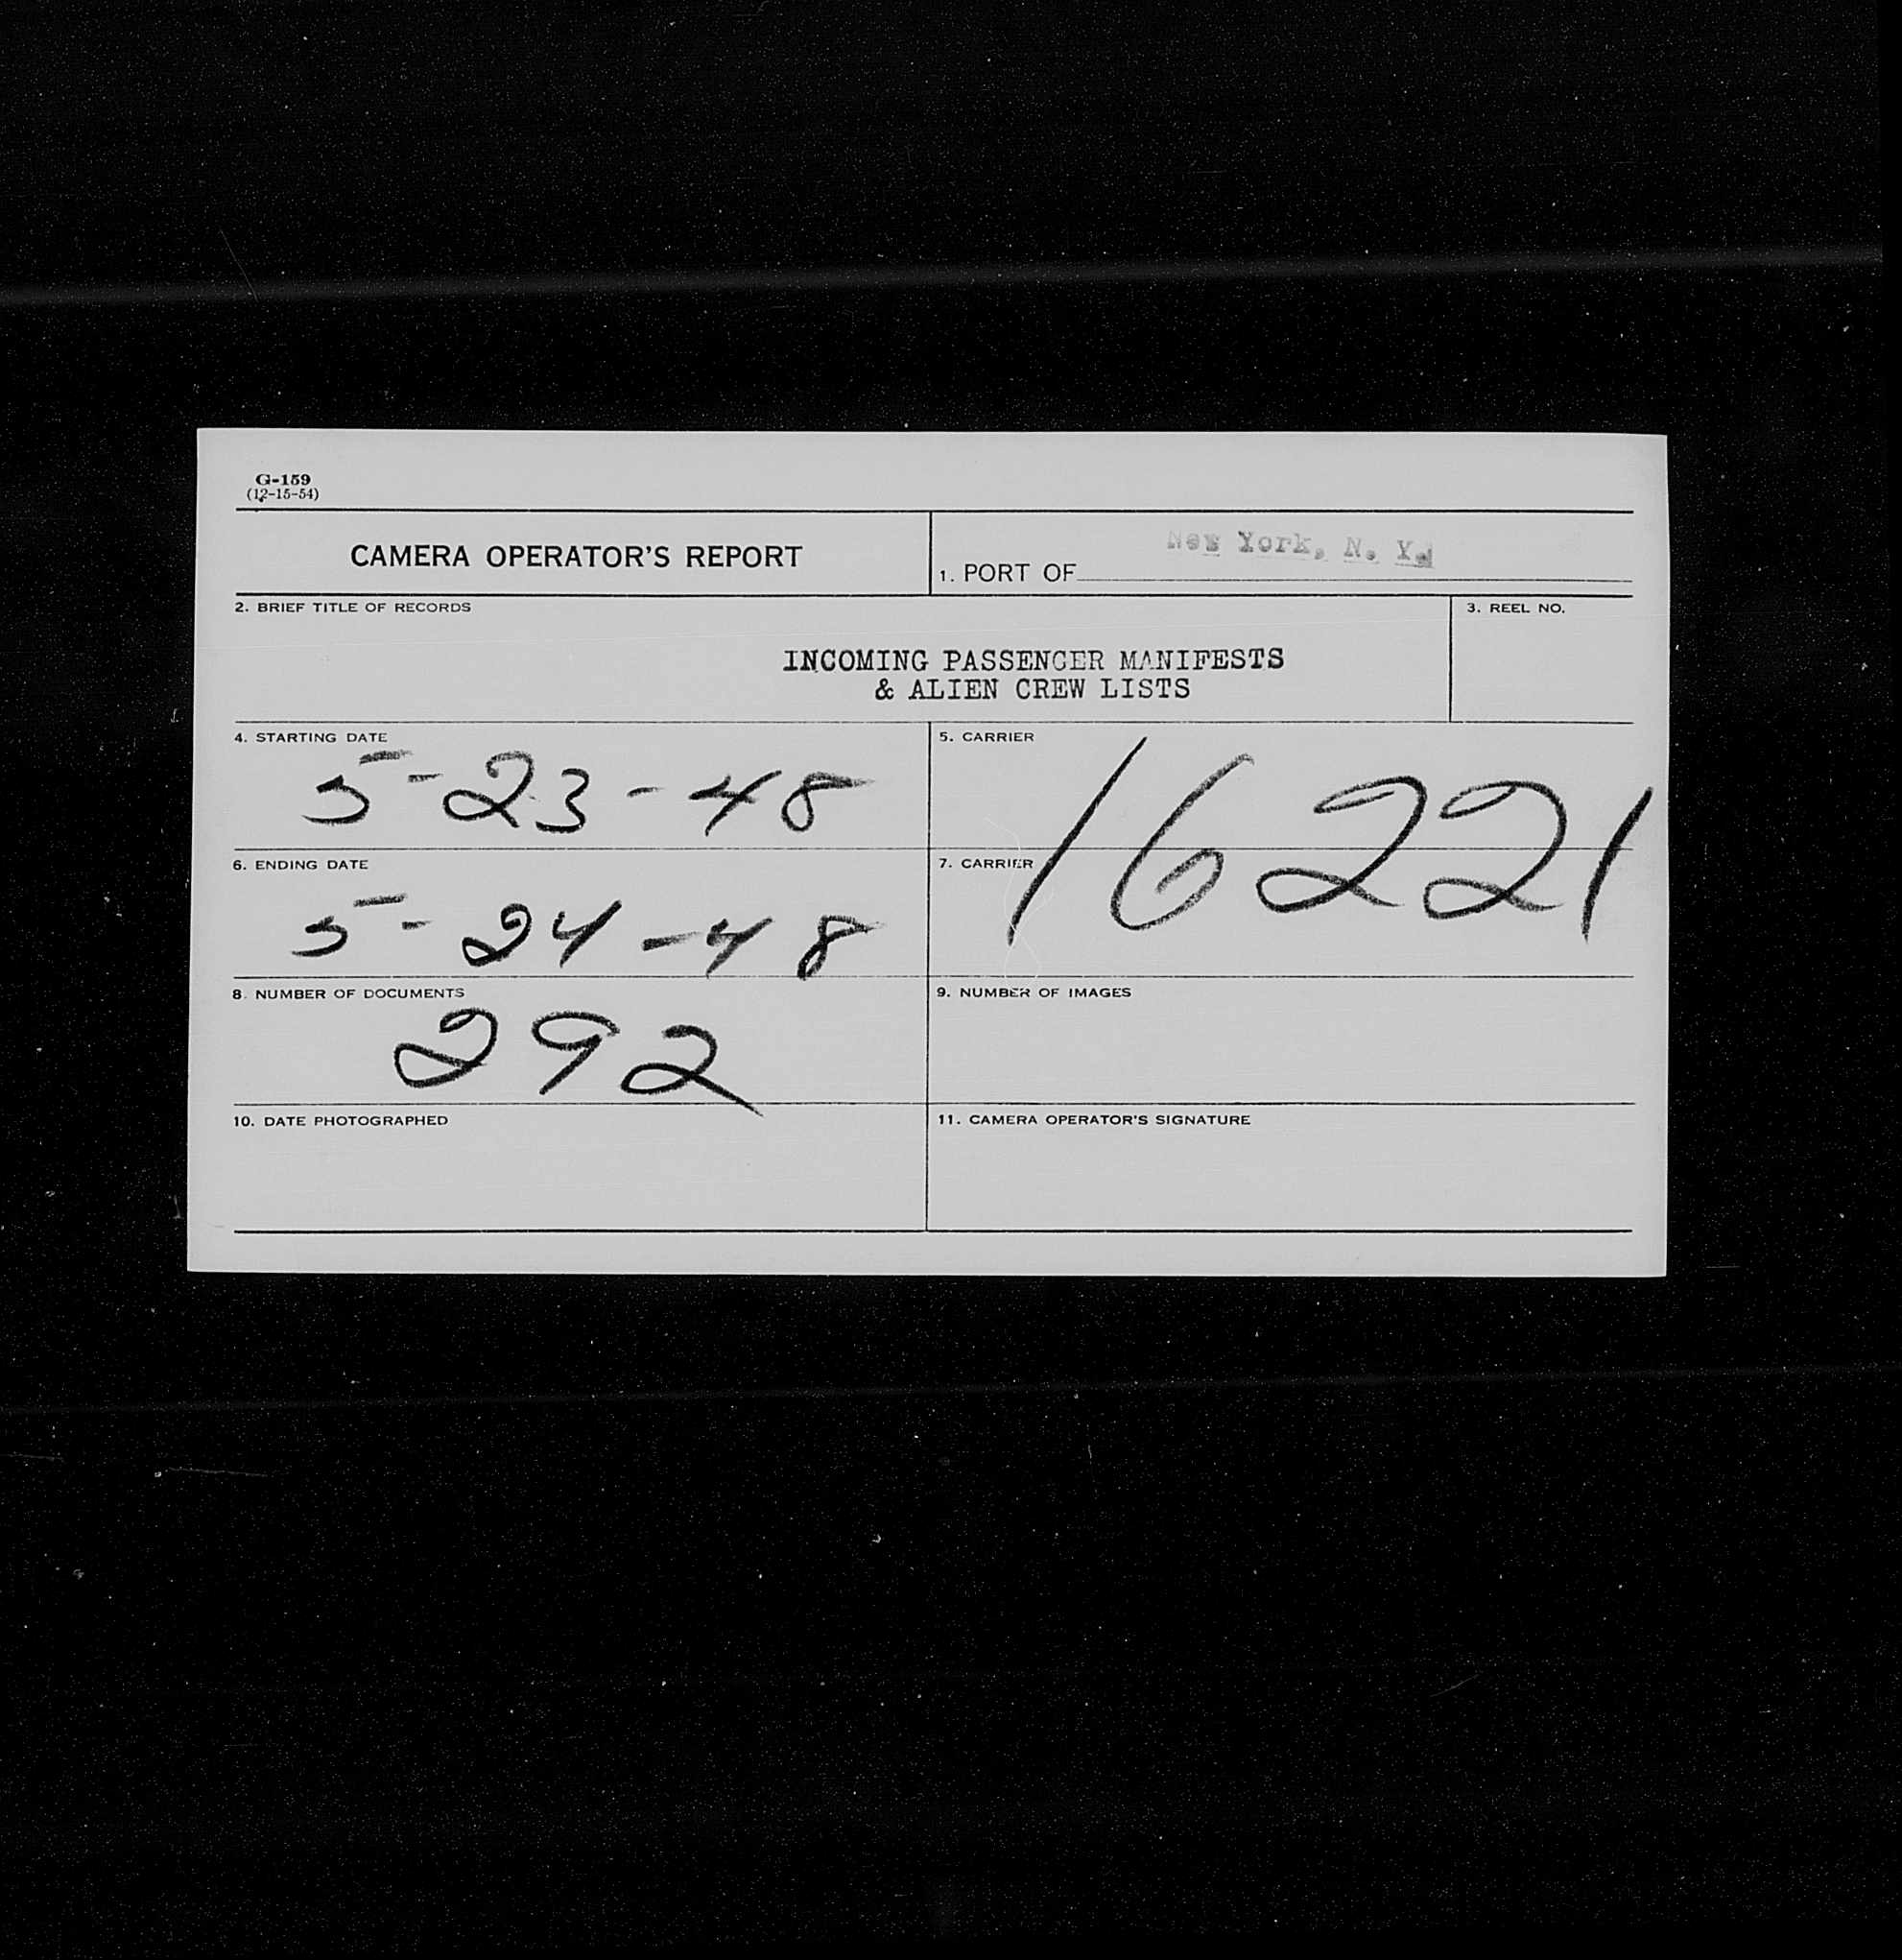 G-159
(12-15-54)
CAMERA OPERATOR'S REPORT
New York, N. Y.
1. PORT OF
2. BRIEF TITLE OF RECORDS
3. REEL NO.
INCOMING PASSENGER MANIFESTS
& ALIEN CREW LISTS
4. STARTING DATE
5-23-48
5. CARRIER
16221
6. ENDING DATE
5-24-48
7. CARRIER
8. NUMBER OF DOCUMENTS
292
9. NUMBER OF IMAGES
10. DATE PHOTOGRAPHED
11. CAMERA OPERATOR'S SIGNATURE